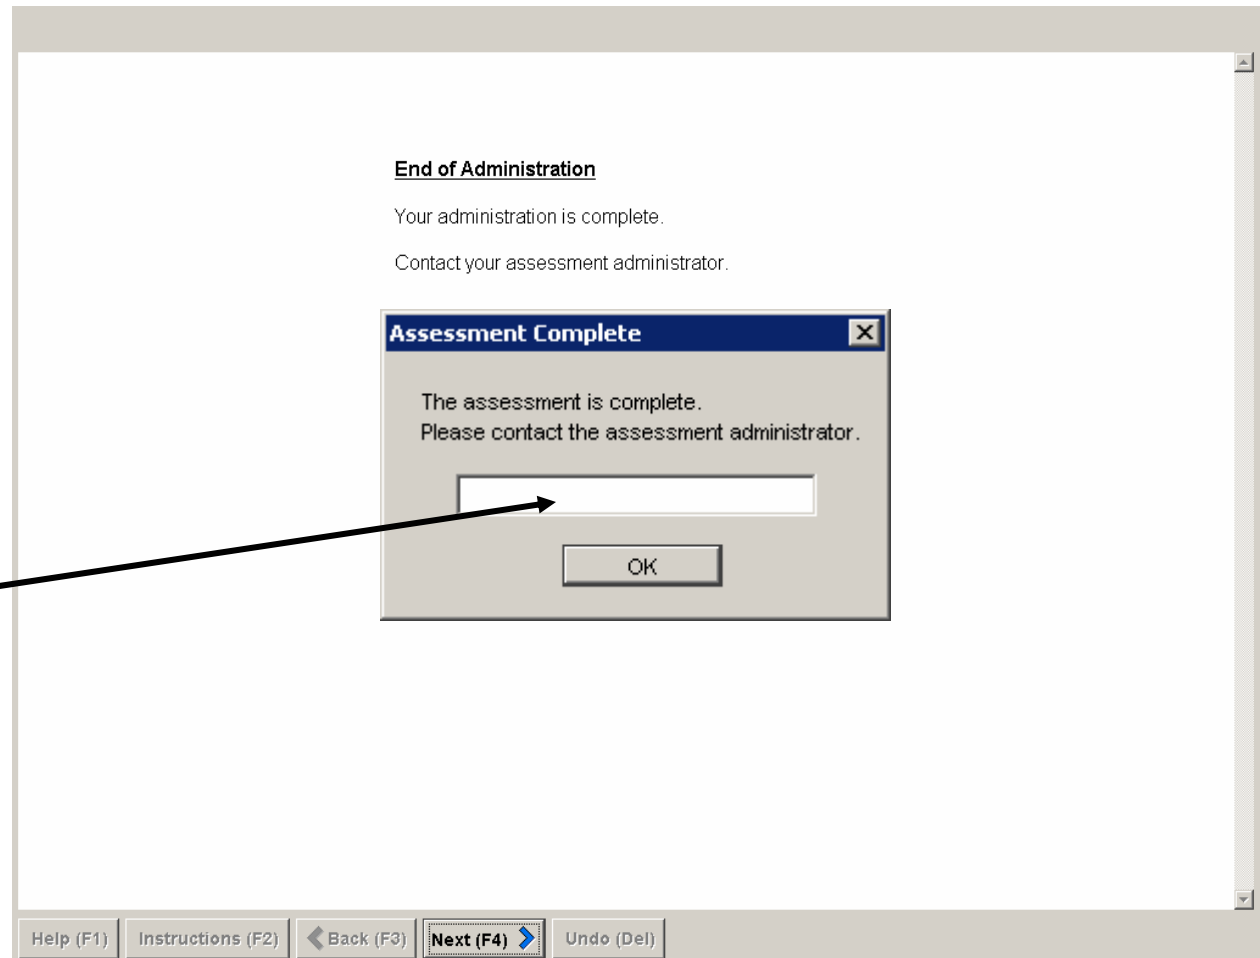 End of Administration
Your administration is complete.
Contact your assessment administrator.
Assessment Complete
The assessment is complete.
Please contact the assessment administrator.
OK
Help (F1) Instructions (F2) Back (F3) Next (F4) Undo (Del)